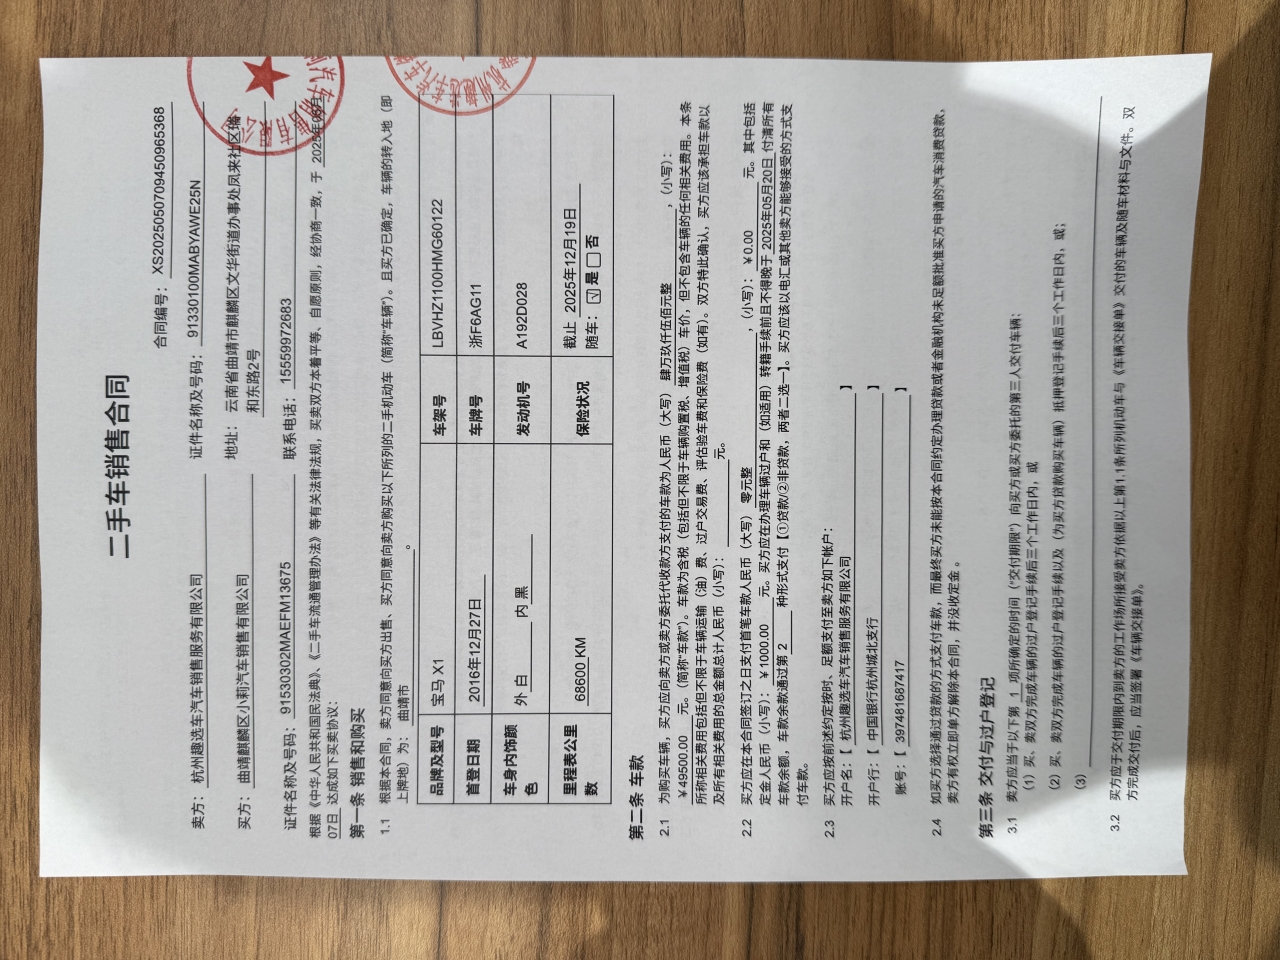 二手车销售合同
合同编号： XS2025050709450965368
卖方： 杭州趣选车汽车销售服务有限公司 证件名称及号码： 91330100MABYAWE25N
买方： 曲靖麒麟区小莉汽车销售有限公司 地址： 云南省曲靖市麒麟区文华街道办事处凤来社区瑞
和东路2号
证件名称及号码： 91530302MAEFM13675 联系电话： 15559972683
根据《中华人民共和国民法典》、《二手车流通管理办法》等有关法律法规，买卖双方本着平等、自愿原则，经协商一致，于 2025年05月
07日 达成如下买卖协议：
第一条 销售和购买
1.1 根据本合同，卖方同意向买方出售、买方同意向卖方购买以下所列的二手机动车（简称“车辆”）。且买方已确定，车辆的转入地（即
上牌地）为： 曲靖市 。
品牌及型号 宝马 X1 车架号 LBVHZ1100HMG60122
首登日期 2016年12月27日 车牌号 浙F6AG11
车身内饰颜色 外 白 内 黑 发动机号 A192D028
里程表公里数 68600 KM 保险状况 截止 2025年12月19日
随车： ☑ 是 ☐ 否
第二条 车款
2.1 为购买车辆，买方应向卖方或卖方委托代收款方支付的车款为人民币（大写） 肆万玖仟伍佰元整 ，（小写）：
￥49500.00 元。（简称“车款”）。车款为含税（包括但不限于车辆购置税、增值税）车价，但不包含车辆的任何相关费用。本条
所称相关费用包括但不限于车辆运输（油）费、过户交易费、评估验车费和保险费（如有）。双方特此确认，买方应该承担车款以
及所有相关费用的总金额总计人民币（小写）： 元。
2.2 买方应在本合同签订之日支付首笔车款人民币（大写） 零元整 ，（小写）： ￥0.00 元。其中包括
定金人民币（小写）： ￥1000.00 元。买方应在办理车辆过户和（如适用）转籍手续前且不得晚于 2025年05月20日 付清所有
车款余额，车款余款通过第 2 种形式支付【①贷款/②非贷款，两者二选一】。买方应该以电汇或其他卖方能够接受的方式支
付车款。
2.3 买方应按前述约定按时、足额支付至卖方如下帐户：
开户名：【 杭州趣选车汽车销售服务有限公司 】
开户行：【 中国银行杭州城北支行 】
账号：【 397481687417 】
2.4 如买方选择通过贷款的方式支付车款，而最终买方未能按本合同约定办理贷款或者金融机构未足额批准买方申请的汽车消费贷款，
卖方有权立即单方解除本合同，并没收定金 。
第三条 交付与过户登记
3.1 卖方应当于以下第 1 项所确定的时间（“交付期限”）向买方或买方委托的第三人交付车辆：
（1）买、卖双方完成车辆的过户登记手续后三个工作日内，或
（2）买、卖双方完成车辆的过户登记手续以及（为买方贷款购买车辆）抵押登记手续后三个工作日内，或；
（3）
3.2 买方应于交付期限内到卖方的工作场所接受卖方依据以上第1.1条所列机动车与《车辆交接单》交付的车辆及随车材料与文件。双
方完成交付后，应当签署《车辆交接单》。